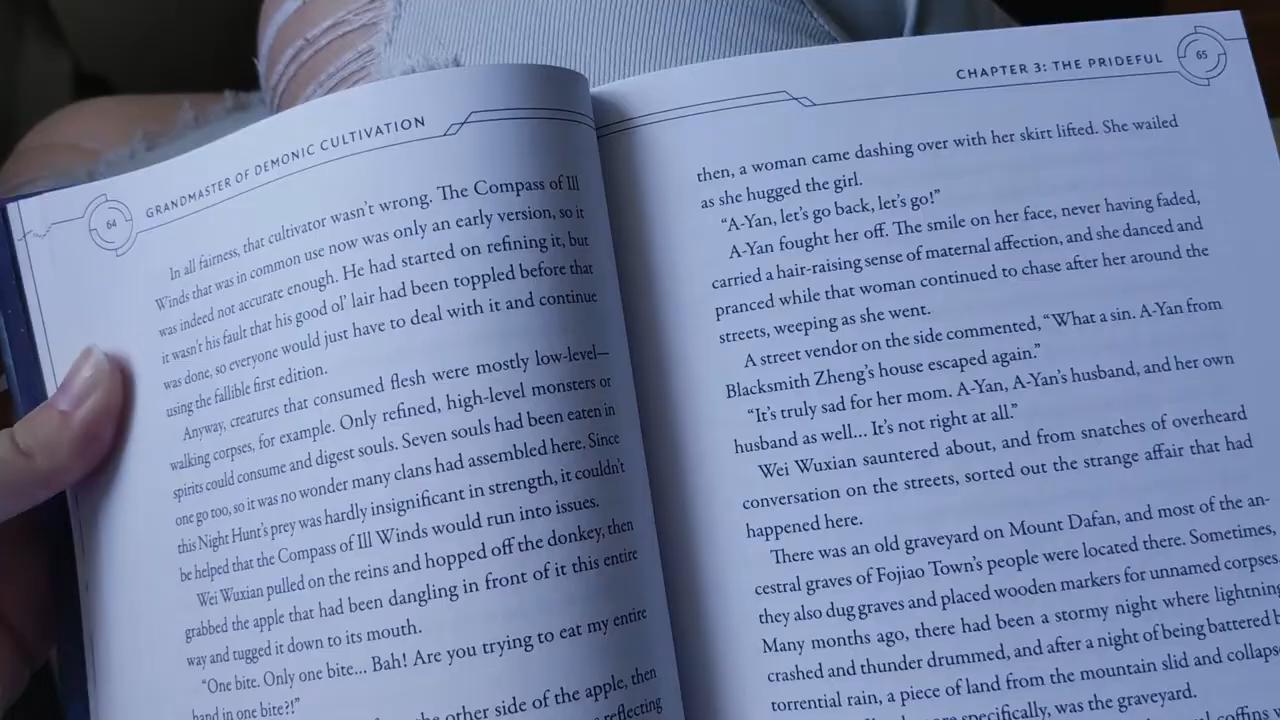 64
GRANDMASTER OF DEMONIC CULTIVATION
In all fairness, that cultivator wasn't wrong. The Compass of Ill
Winds that was in common use now was only an early version, so it
was indeed not accurate enough. He had started on refining it, but
it wasn't his fault that his good ol' lair had been toppled before that
was done, so everyone would just have to deal with it and continue
using the fallible first edition.
Anyway, creatures that consumed flesh were mostly low-level—
walking corpses, for example. Only refined, high-level monsters or
spirits could consume and digest souls. Seven souls had been eaten in
one go too, so it was no wonder many clans had assembled here. Since
this Night Hunt's prey was hardly insignificant in strength, it couldn't
be helped that the Compass of Ill Winds would run into issues.
Wei Wuxian pulled on the reins and hopped off the donkey, then
grabbed the apple that had been dangling in front of it this entire
way and tugged it down to its mouth.
"One bite. Only one bite... Bah! Are you trying to eat my entire
hand in one bite?!"
other side of the apple, then
reflecting
CHAPTER 3: THE PRIDEFUL
65
then, a woman came dashing over with her skirt lifted. She wailed
as she hugged the girl.
"A-Yan, let's go back, let's go!"
A-Yan fought her off. The smile on her face, never having faded,
carried a hair-raising sense of maternal affection, and she danced and
pranced while that woman continued to chase after her around the
streets, weeping as she went.
A street vendor on the side commented, "What a sin. A-Yan from
Blacksmith Zheng's house escaped again."
"It's truly sad for her mom. A-Yan, A-Yan's husband, and her own
husband as well... It's not right at all."
Wei Wuxian sauntered about, and from snatches of overheard
conversation on the streets, sorted out the strange affair that had
happened here.
There was an old graveyard on Mount Dafan, and most of the an-
cestral graves of Fojiao Town's people were located there. Sometimes,
they also dug graves and placed wooden markers for unnamed corpses.
Many months ago, there had been a stormy night where lightning
crashed and thunder drummed, and after a night of being battered b
torrential rain, a piece of land from the mountain slid and collaps
specifically, was the graveyard.
coffins